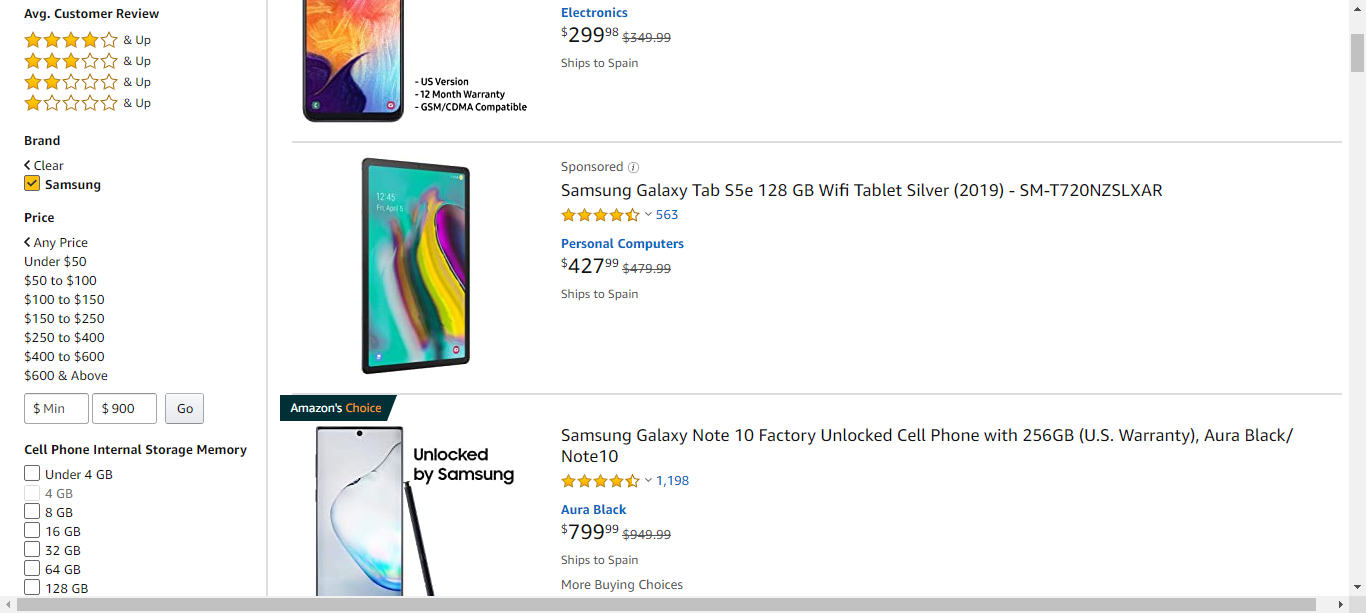 Avg. Customer Review
& Up
& Up
& Up
& Up
Brand
Clear
Samsung
Price
Any Price
Under $50
$50 to $100
$100 to $150
$150 to $250
$250 to $400
$400 to $600
$600 & Above
$ Min
$ 900
Go
Cell Phone Internal Storage Memory
Under 4 GB
4 GB
8 GB
16 GB
32 GB
64 GB
128 GB
- US Version
- 12 Month Warranty
- GSM/CDMA Compatible
Electronics
$299.98 $349.99
Ships to Spain
12:45
Fri, April 5
Sponsored
Samsung Galaxy Tab S5e 128 GB Wifi Tablet Silver (2019) - SM-T720NZSLXAR
563
Personal Computers
$427.99 $479.99
Ships to Spain
Amazon's Choice
Unlocked
by Samsung
Samsung Galaxy Note 10 Factory Unlocked Cell Phone with 256GB (U.S. Warranty), Aura Black/
Note10
1,198
Aura Black
$799.99 $949.99
Ships to Spain
More Buying Choices